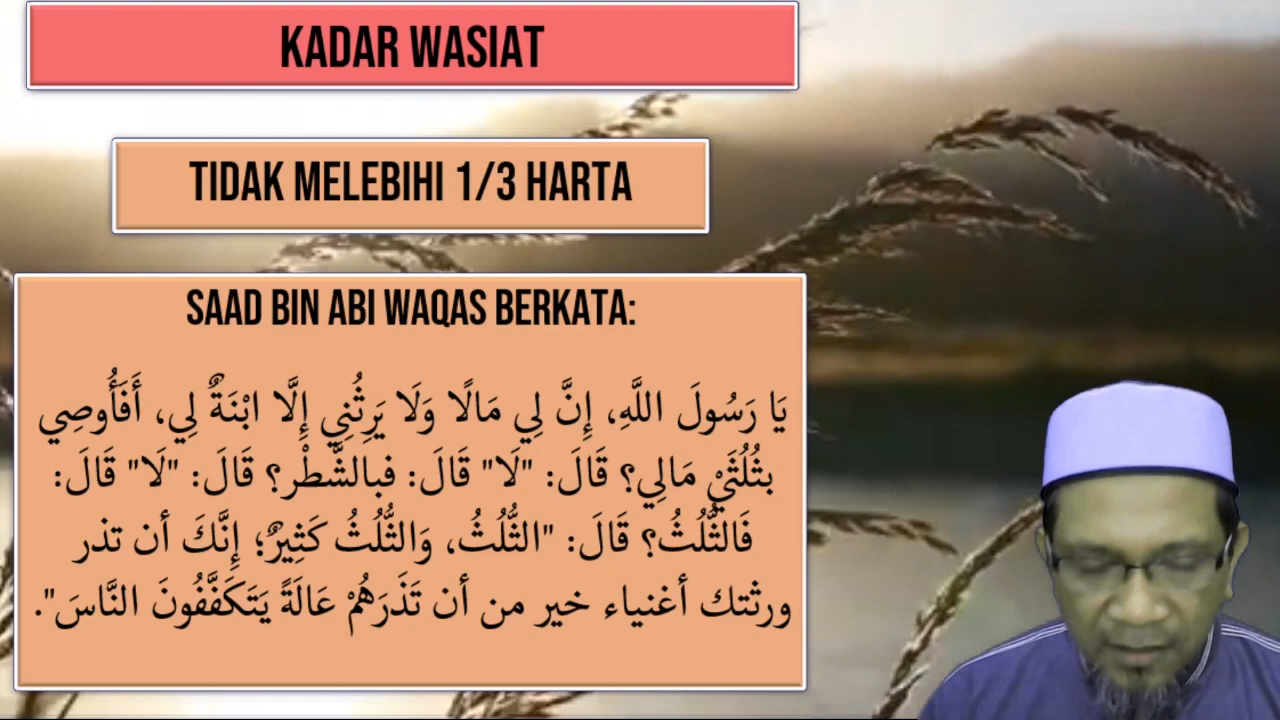 KADAR WASIAT
TIDAK MELEBIHI 1/3 HARTA
SAAD BIN ABI WAQAS BERKATA:
يَا رَسُولَ اللَّهِ، إِنَّ لِي مَالًا وَلَا يَرِثُنِي إِلَّا ابْنَةٌ لِي، أَفَأُوصِي
بثُلُثَيْ مَالِي؟ قَالَ: "لَا" قَالَ: فبالشَّطْر؟ قَالَ: "لَا" قَالَ:
فَالثُّلُثُ؟ قَالَ: "الثُّلُثُ، وَالثُّلُثُ كَثِيرٌ؛ إِنَّكَ أن تذر
ورثتك أغنياء خير من أن تَذَرَهُمْ عَالَةً يَتَكَفَّفُونَ النَّاسَ".